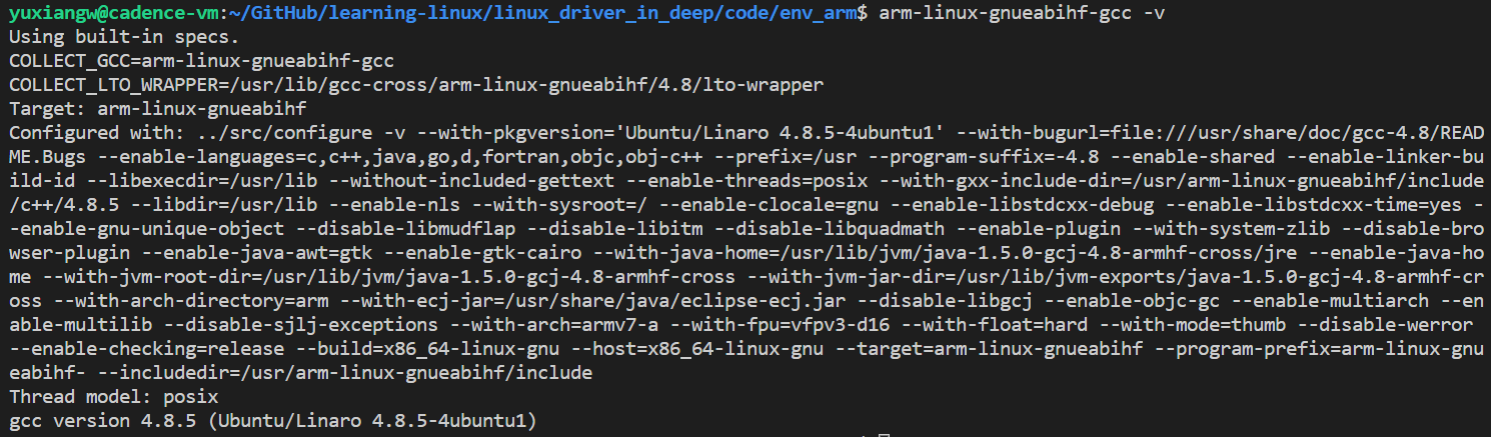 yuxiangw@cadence-vm:~/GitHub/learning-linux/linux_driver_in_deep/code/env_arm$ arm-linux-gnueabihf-gcc -v
Using built-in specs.
COLLECT_GCC=arm-linux-gnueabihf-gcc
COLLECT_LTO_WRAPPER=/usr/lib/gcc-cross/arm-linux-gnueabihf/4.8/lto-wrapper
Target: arm-linux-gnueabihf
Configured with: ../src/configure -v --with-pkgversion='Ubuntu/Linaro 4.8.5-4ubuntu1' --with-bugurl=file:///usr/share/doc/gcc-4.8/READ
ME.Bugs --enable-languages=c,c++,java,go,d,fortran,objc,obj-c++ --prefix=/usr --program-suffix=-4.8 --enable-shared --enable-linker-bu
ild-id --libexecdir=/usr/lib --without-included-gettext --enable-threads=posix --with-gxx-include-dir=/usr/arm-linux-gnueabihf/include
/c++/4.8.5 --libdir=/usr/lib --enable-nls --with-sysroot=/ --enable-clocale=gnu --enable-libstdcxx-debug --enable-libstdcxx-time=yes -
-enable-gnu-unique-object --disable-libmudflap --disable-libitm --disable-libquadmath --enable-plugin --with-system-zlib --disable-bro
wser-plugin --enable-java-awt=gtk --enable-gtk-cairo --with-java-home=/usr/lib/jvm/java-1.5.0-gcj-4.8-armhf-cross/jre --enable-java-ho
me --with-jvm-root-dir=/usr/lib/jvm/java-1.5.0-gcj-4.8-armhf-cross --with-jvm-jar-dir=/usr/lib/jvm-exports/java-1.5.0-gcj-4.8-armhf-cr
oss --with-arch-directory=arm --with-ecj-jar=/usr/share/java/eclipse-ecj.jar --disable-libgcj --enable-objc-gc --enable-multiarch --en
able-multilib --disable-sjlj-exceptions --with-arch=armv7-a --with-fpu=vfpv3-d16 --with-float=hard --with-mode=thumb --disable-werror
--enable-checking=release --build=x86_64-linux-gnu --host=x86_64-linux-gnu --target=arm-linux-gnueabihf --program-prefix=arm-linux-gnu
eabihf- --includedir=/usr/arm-linux-gnueabihf/include
Thread model: posix
gcc version 4.8.5 (Ubuntu/Linaro 4.8.5-4ubuntu1)